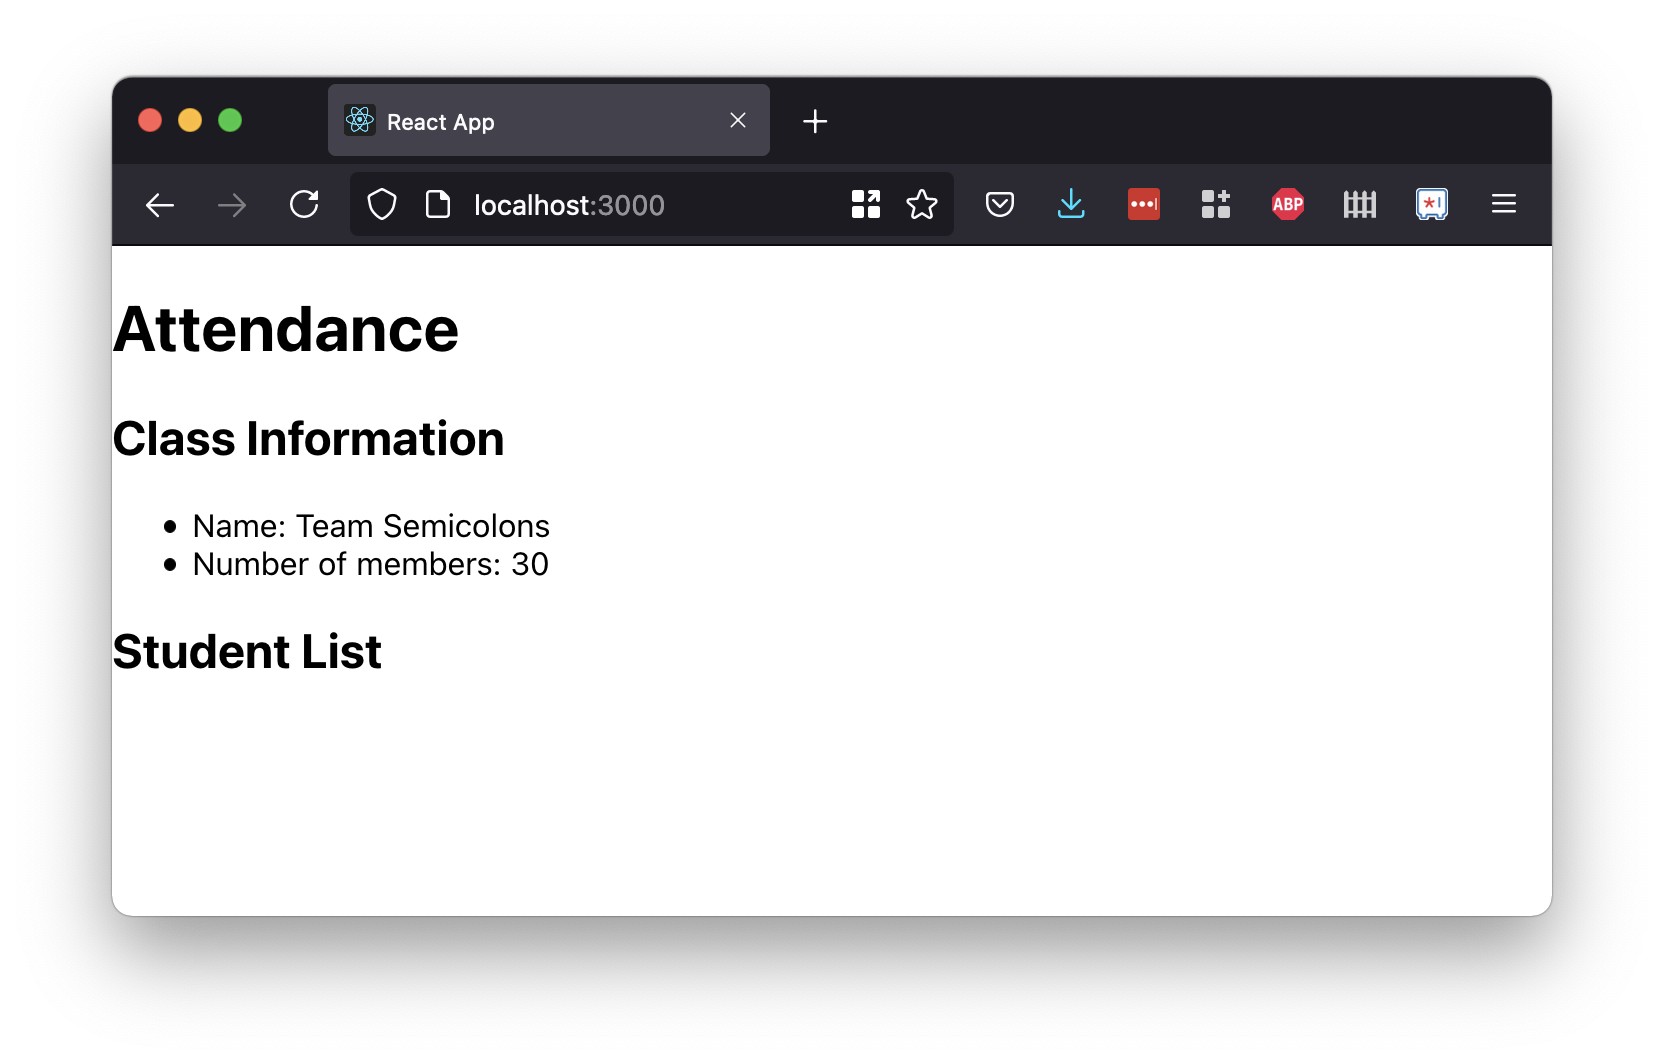 React App
localhost:3000
ABP
Attendance
Class Information
Name: Team Semicolons
Number of members: 30
Student List